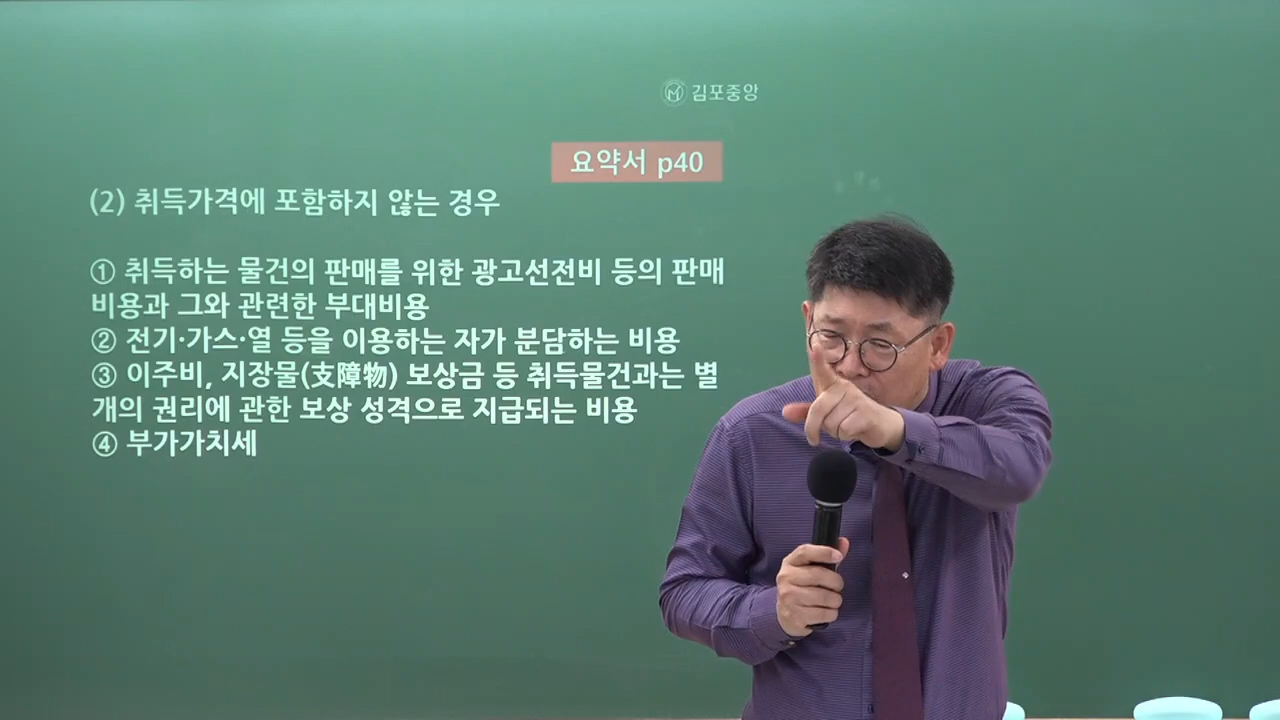 김포중앙
요약서 p40
(2) 취득가격에 포함하지 않는 경우
① 취득하는 물건의 판매를 위한 광고선전비 등의 판매
비용과 그와 관련한 부대비용
② 전기·가스·열 등을 이용하는 자가 분담하는 비용
③ 이주비, 지장물(支障物) 보상금 등 취득물건과는 별
개의 권리에 관한 보상 성격으로 지급되는 비용
④ 부가가치세